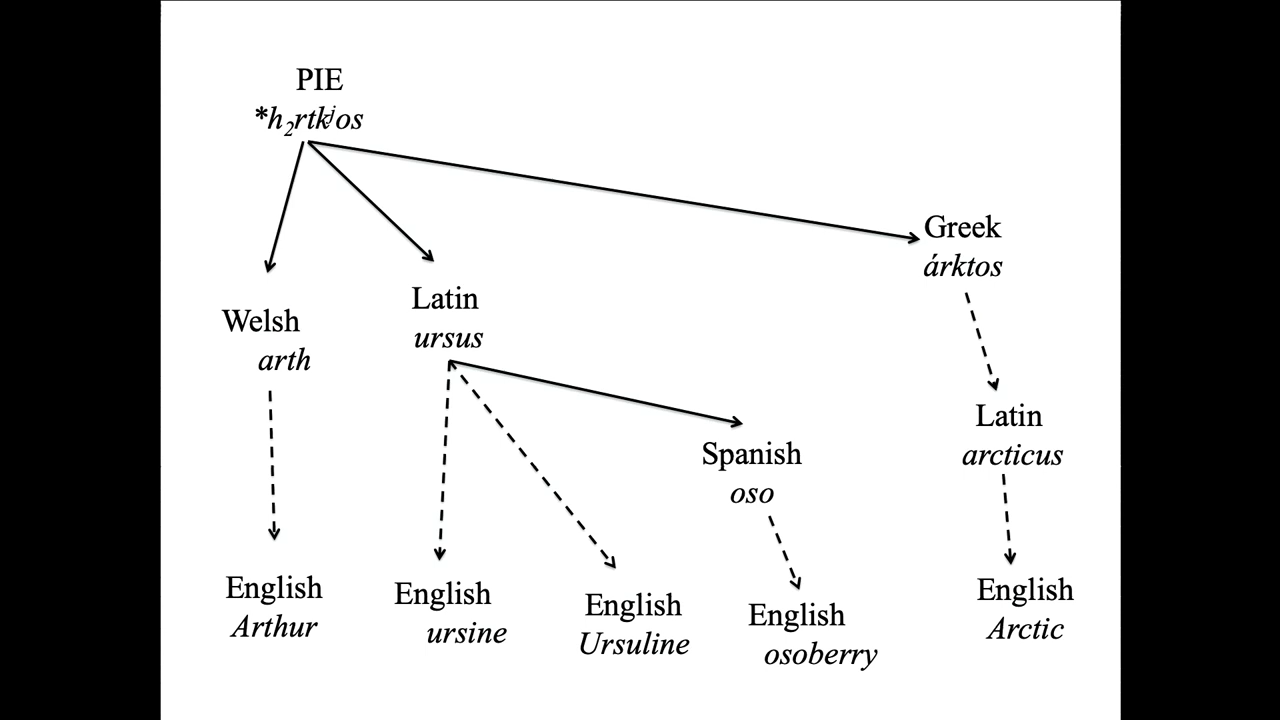 PIE
*h₂rtkʲos
Greek
árktos
Latin
ursus
Welsh
arth
Latin
arcticus
Spanish
oso
English
Arthur
English
ursine
English
Ursuline
English
osoberry
English
Arctic